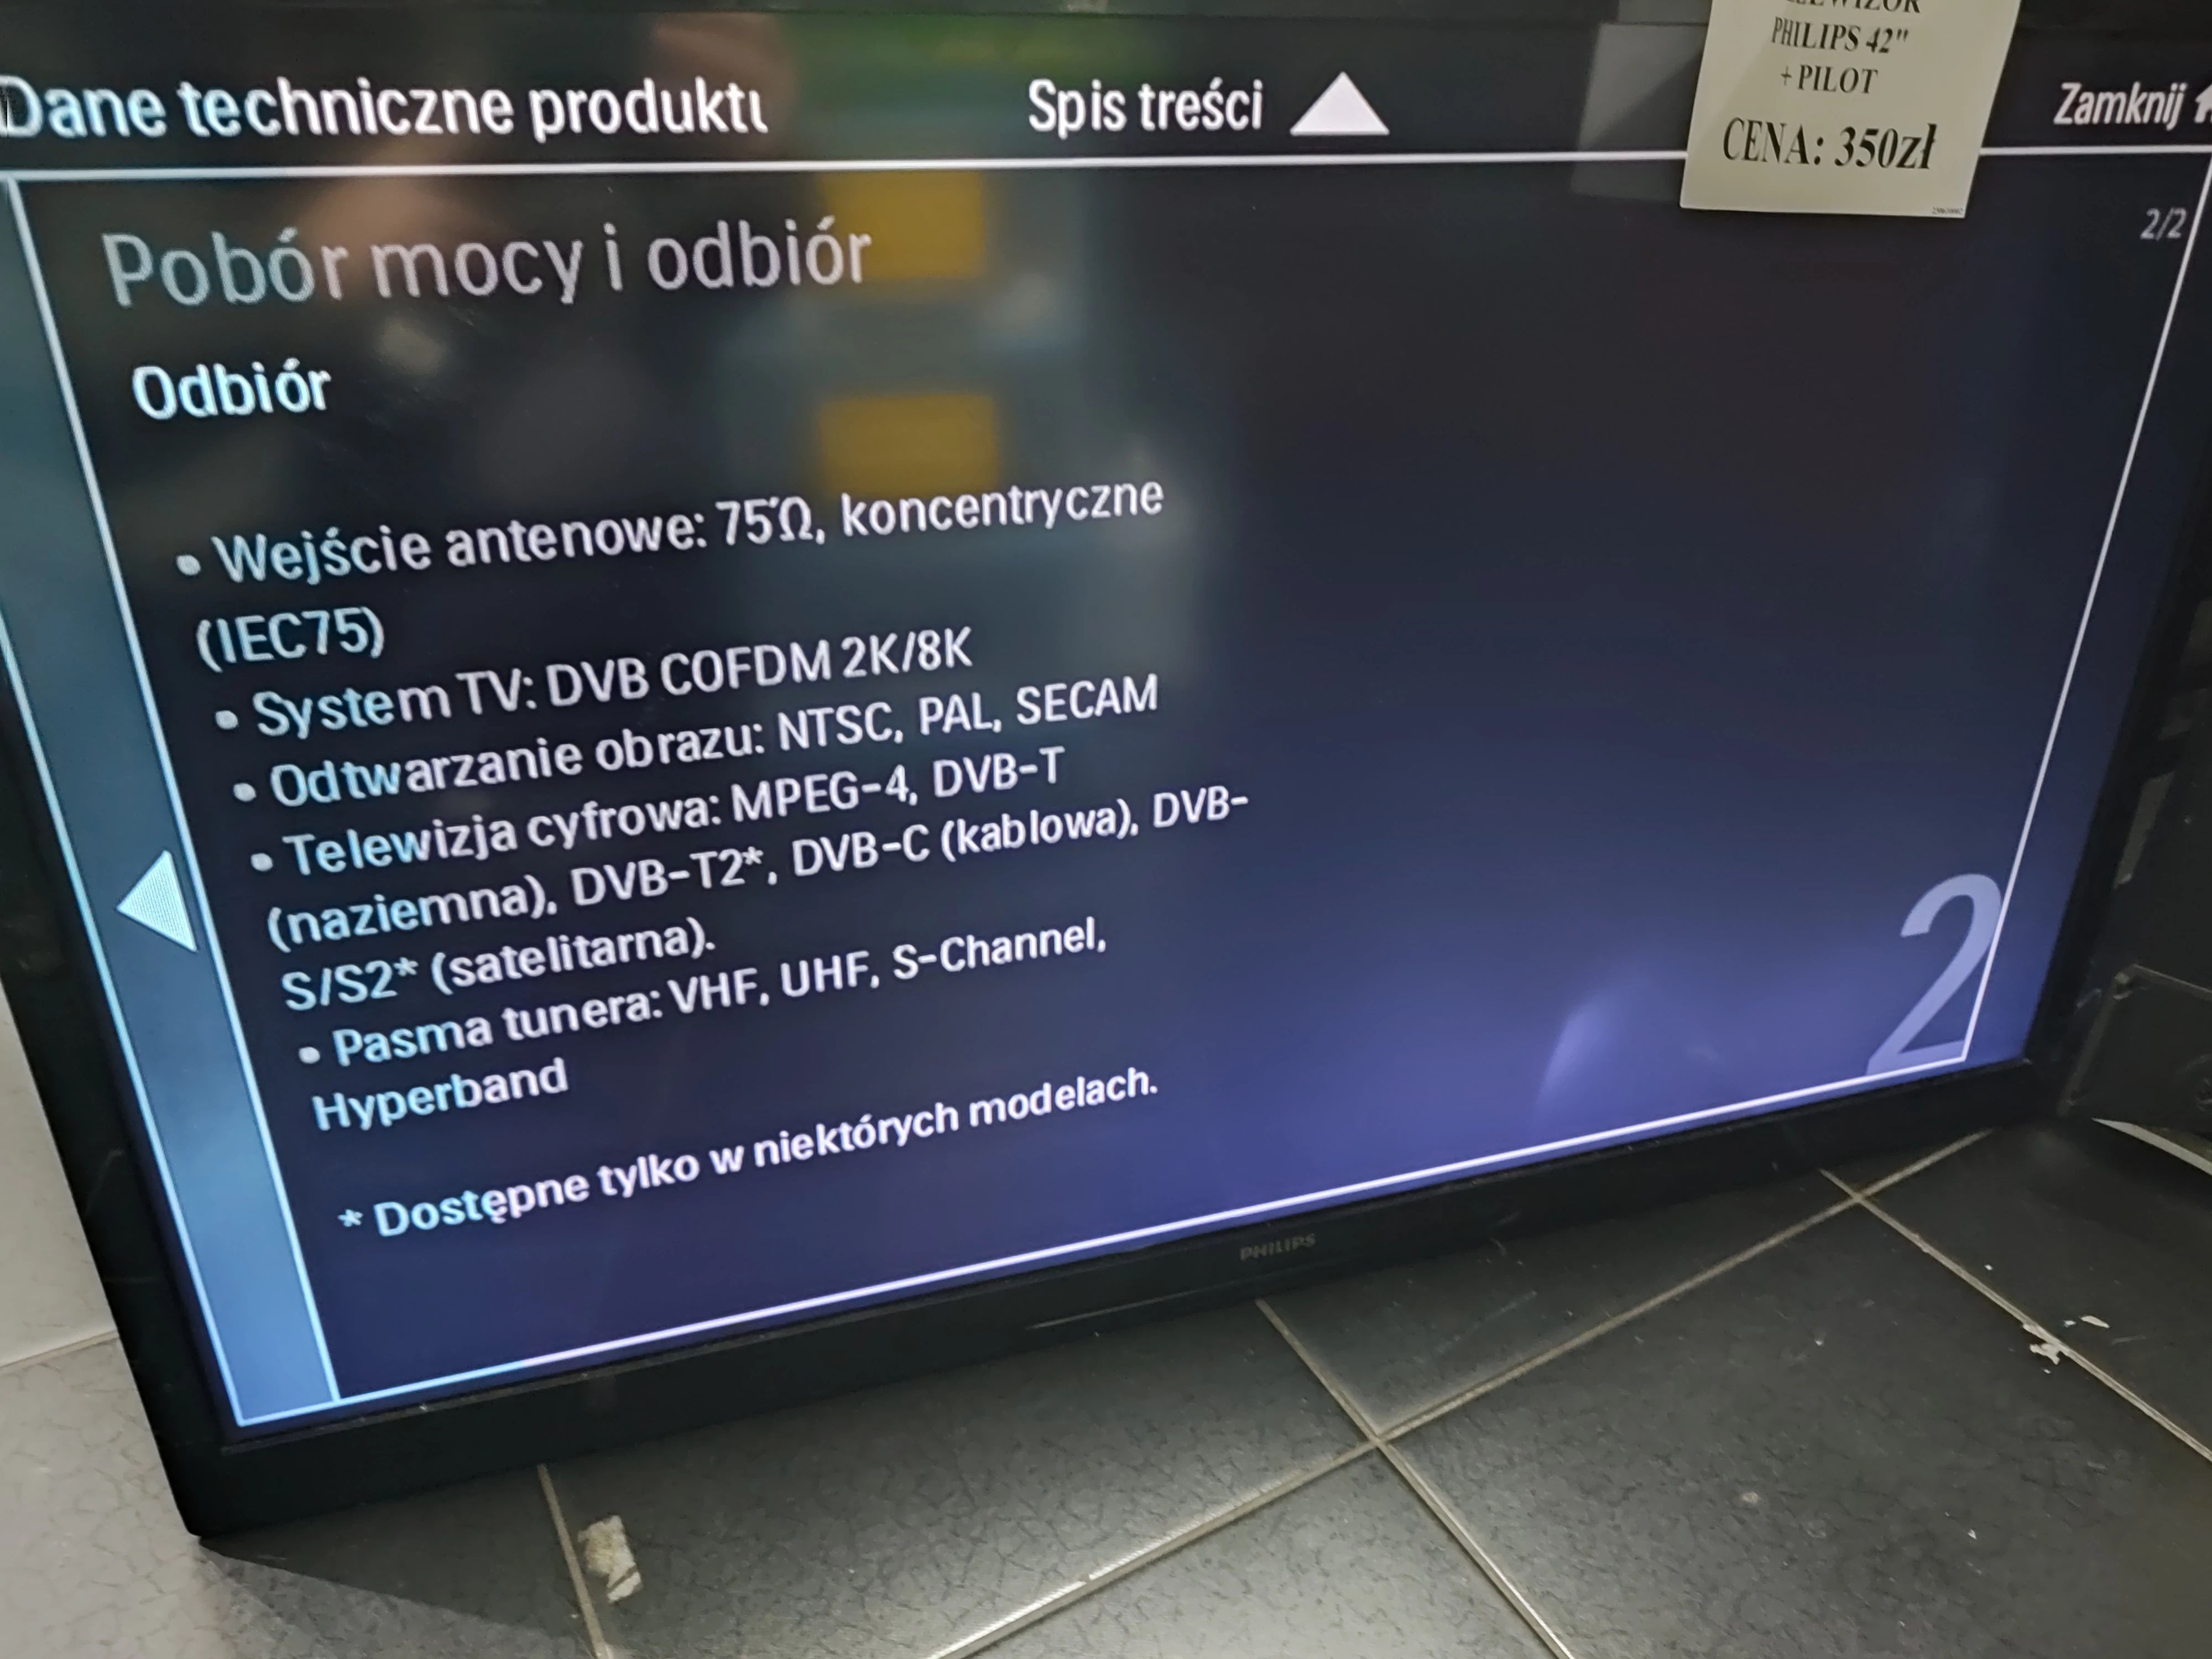 PHILIPS 42"
+ PILOT
CENA: 350zł
Dane techniczne produktu
Spis treści
Zamknij
2/2
Pobór mocy i odbiór
Odbiór
• Wejście antenowe: 75Ω, koncentryczne
(IEC75)
• System TV: DVB COFDM 2K/8K
• Odtwarzanie obrazu: NTSC, PAL, SECAM
• Telewizja cyfrowa: MPEG-4, DVB-T
(naziemna), DVB-T2*, DVB-C (kablowa), DVB-
S/S2* (satelitarna).
• Pasma tunera: VHF, UHF, S-Channel,
Hyperband
* Dostępne tylko w niektórych modelach.
2
PHILIPS